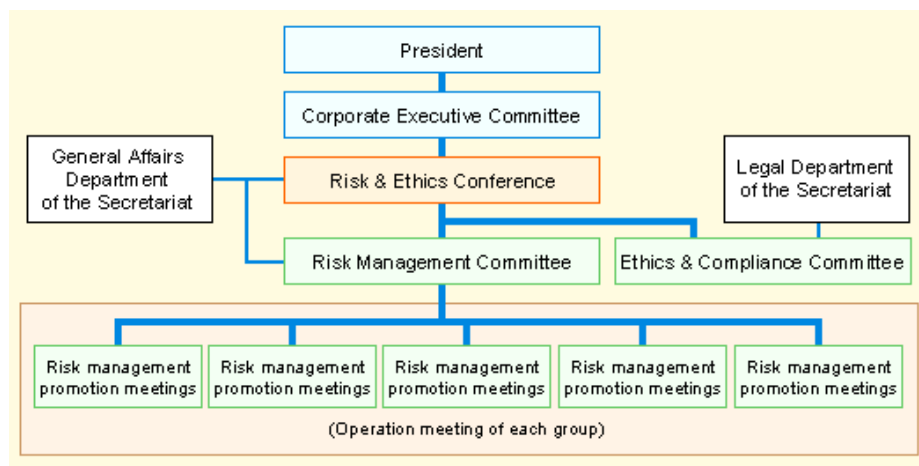 President
Corporate Executive Committee
General Affairs
Department
of the Secretariat
Risk & Ethics Conference
Legal Department
of the Secretariat
Risk Management Committee
Ethics & Compliance Committee
Risk management
promotion meetings
Risk management
promotion meetings
Risk management
promotion meetings
Risk management
promotion meetings
Risk management
promotion meetings
(Operation meeting of each group)